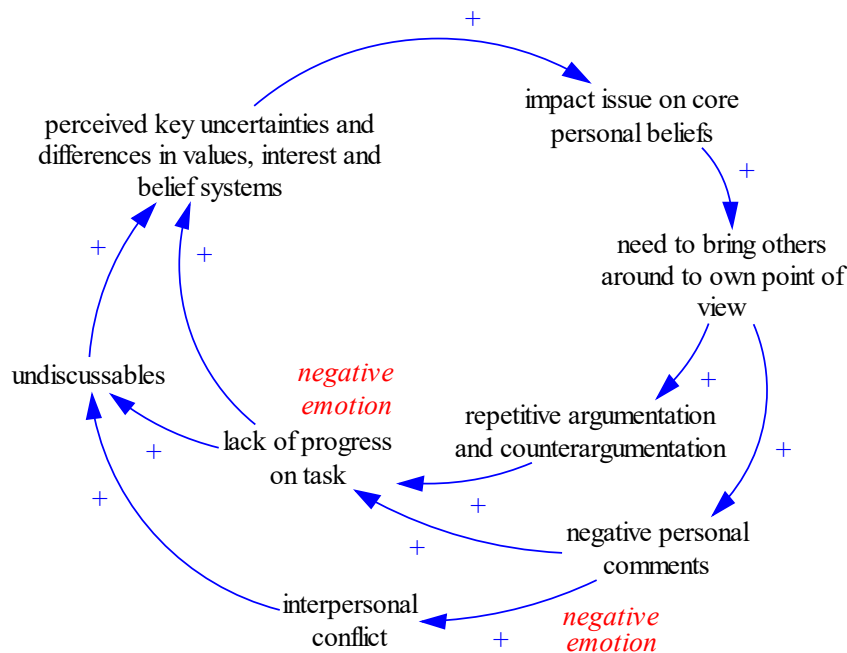 +
impact issue on core
personal beliefs
perceived key uncertainties and
differences in values, interest and
belief systems
+
+
+
need to bring others
around to own point of
view
undiscussables
negative
emotion
+
repetitive argumentation
and counterargumentation
lack of progress
on task
+
+
+
+
+
negative personal
comments
interpersonal
conflict
+
negative
emotion